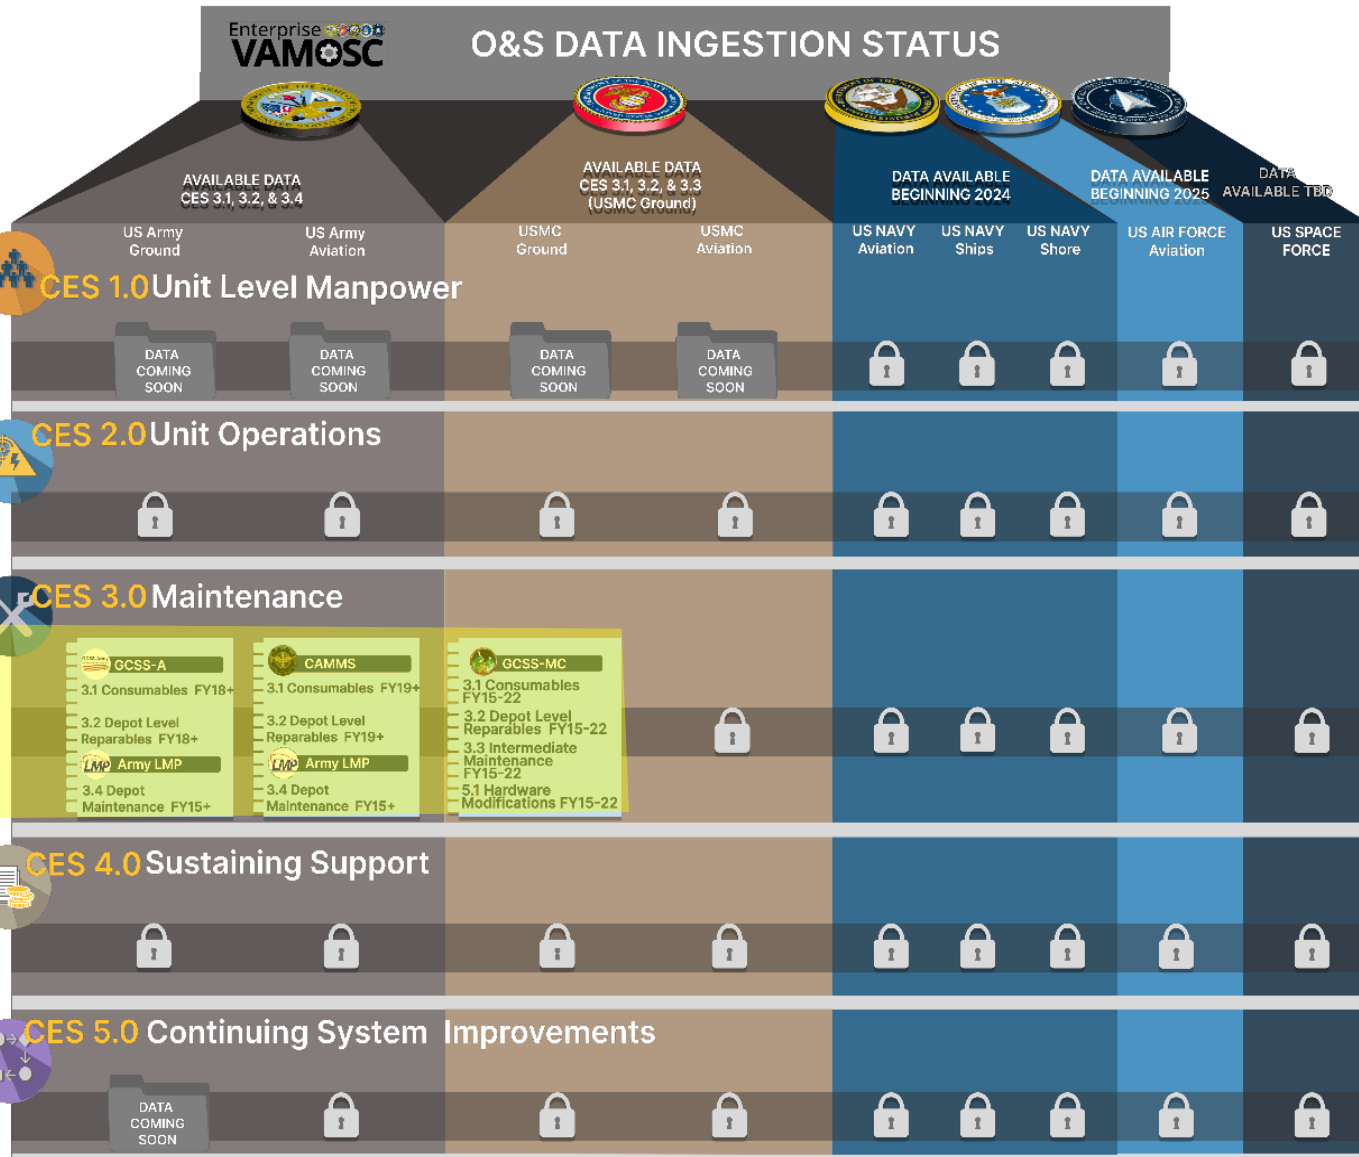 Enterprise
VAMOSC
O&S DATA INGESTION STATUS
AVAILABLE DATA
CES 3.1, 3.2, & 3.4
AVAILABLE DATA
CES 3.1, 3.2, & 3.3
(USMC Ground)
DATA AVAILABLE
BEGINNING 2024
DATA AVAILABLE
BEGINNING 2025
DATA
AVAILABLE TBD
US Army
Ground
US Army
Aviation
USMC
Ground
USMC
Aviation
US NAVY
Aviation
US NAVY
Ships
US NAVY
Shore
US AIR FORCE
Aviation
US SPACE
FORCE
CES 1.0 Unit Level Manpower
DATA
COMING
SOON
DATA
COMING
SOON
DATA
COMING
SOON
DATA
COMING
SOON
CES 2.0 Unit Operations
CES 3.0 Maintenance
GCSS-A
3.1 Consumables FY18+
3.2 Depot Level
Reparables FY18+
LMP Army LMP
3.4 Depot
Maintenance FY15+
CAMMS
3.1 Consumables FY19+
3.2 Depot Level
Reparables FY19+
LMP Army LMP
3.4 Depot
Maintenance FY15+
GCSS-MC
3.1 Consumables
FY15-22
3.2 Depot Level
Reparables FY15-22
3.3 Intermediate
Maintenance
FY15-22
5.1 Hardware
Modifications FY15-22
CES 4.0 Sustaining Support
CES 5.0 Continuing System Improvements
DATA
COMING
SOON